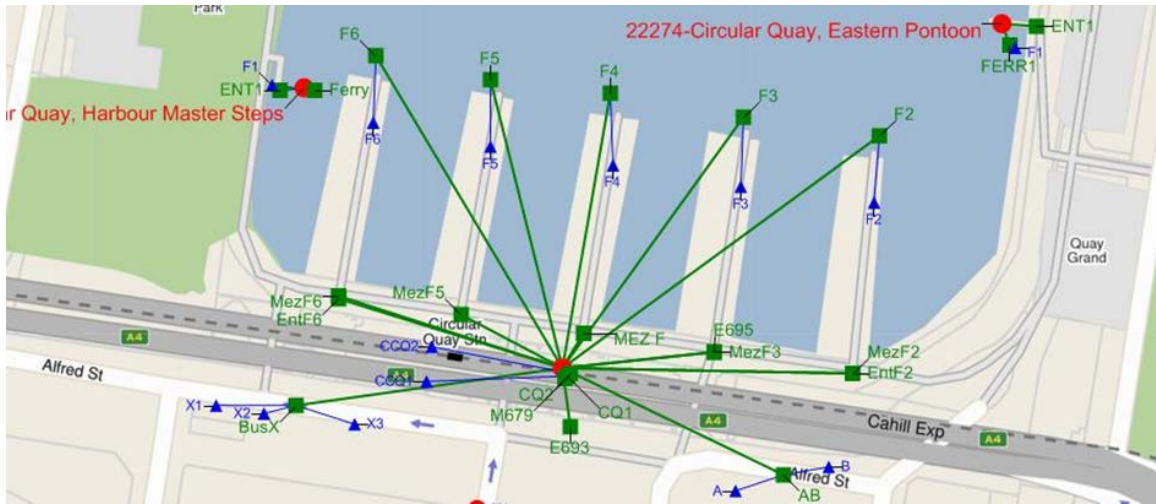 Park
22274-Circular Quay, Eastern Pontoon
ENT1
F1
FERR1
F6
F5
F4
F3
F2
F1
ENT1
Ferry
r Quay, Harbour Master Steps
F6
F5
F4
F3
F2
Quay
Grand
MezF6
EntF6
MezF5
Circular
Quay Stn
MEZ F
E695
MezF3
MezF2
EntF2
A4
CCQ2
Alfred St
A4
CCQ1
CQ2
CQ1
M679
X1
X2
X3
BusX
E693
A4
Cahill Exp
A4
B
Alfred St
A
AB